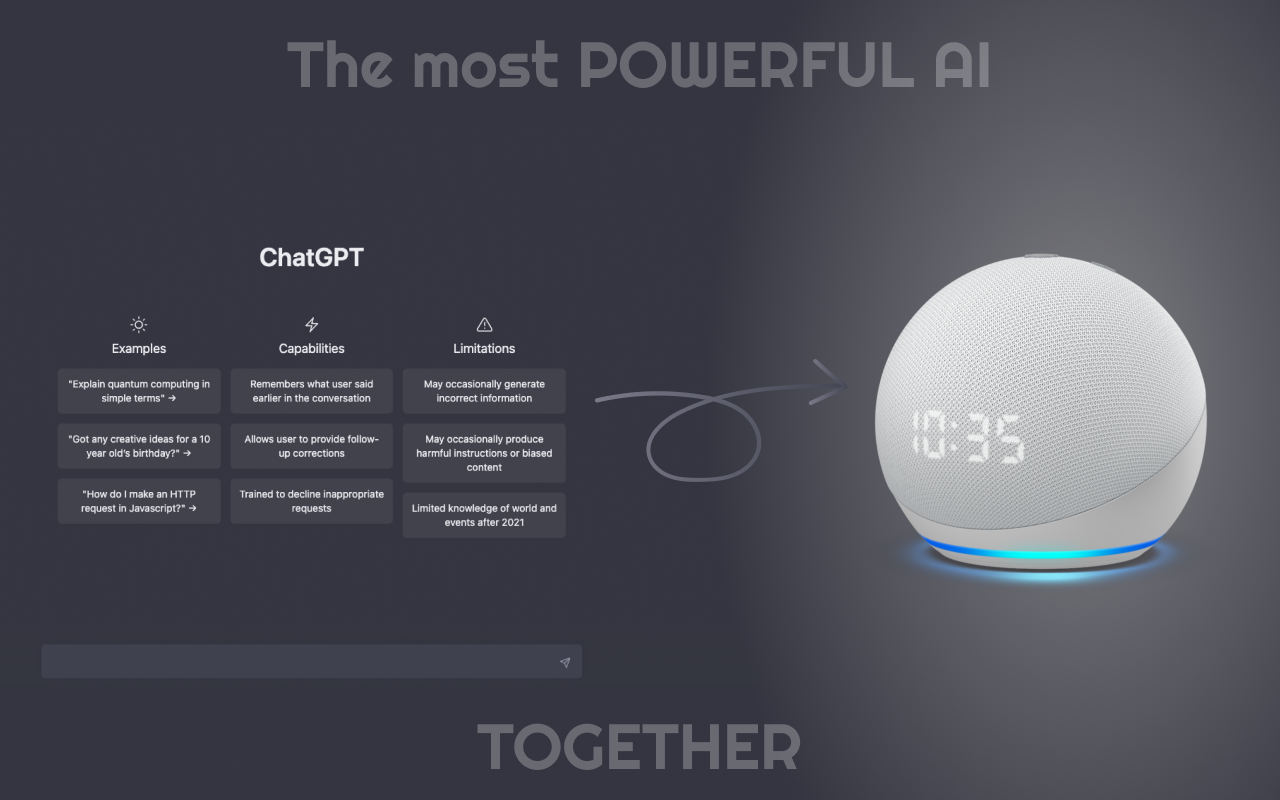 The most POWERFUL AI
ChatGPT
Examples
"Explain quantum computing in
simple terms" →
"Got any creative ideas for a 10
year old's birthday?" →
"How do I make an HTTP
request in Javascript?" →
Capabilities
Remembers what user said
earlier in the conversation
Allows user to provide follow-
up corrections
Trained to decline inappropriate
requests
Limitations
May occasionally generate
incorrect information
May occasionally produce
harmful instructions or biased
content
Limited knowledge of world and
events after 2021
10:35
TOGETHER